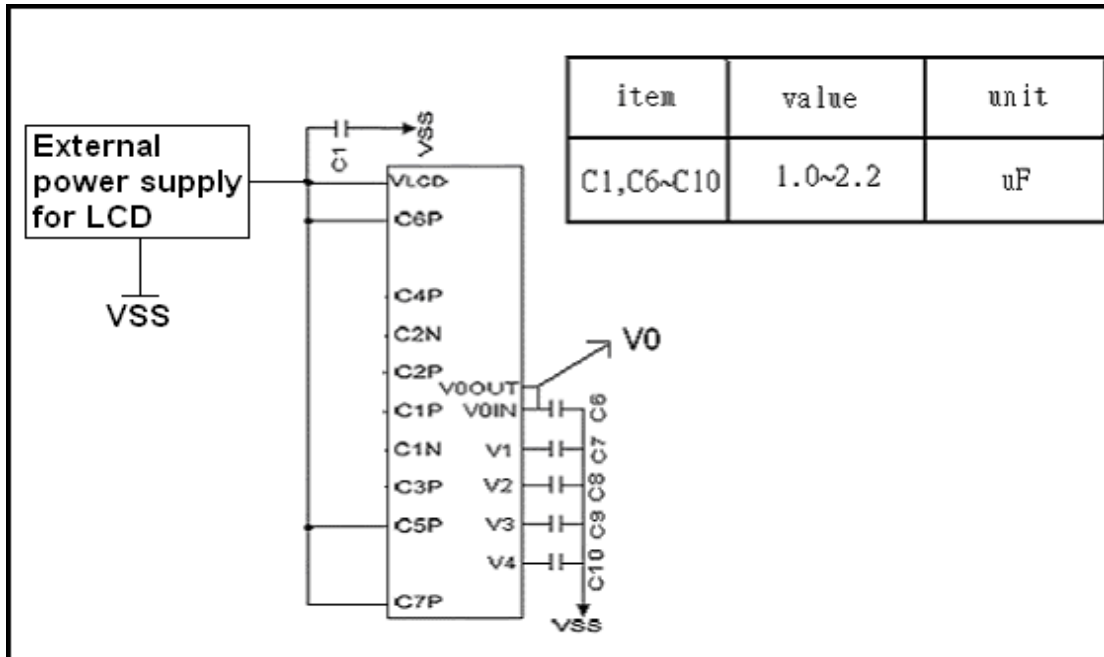 item value unit
C1,C6~C10 1.0~2.2 uF
External
power supply
for LCD
VSS
C1
VSS
VLCD
C6P
C4P
C2N
C2P
C1P
C1N
C3P
C5P
C7P
V0OUT
V0IN
V1
V2
V3
V4
V0
C6
C7
C8
C9
C10
VSS